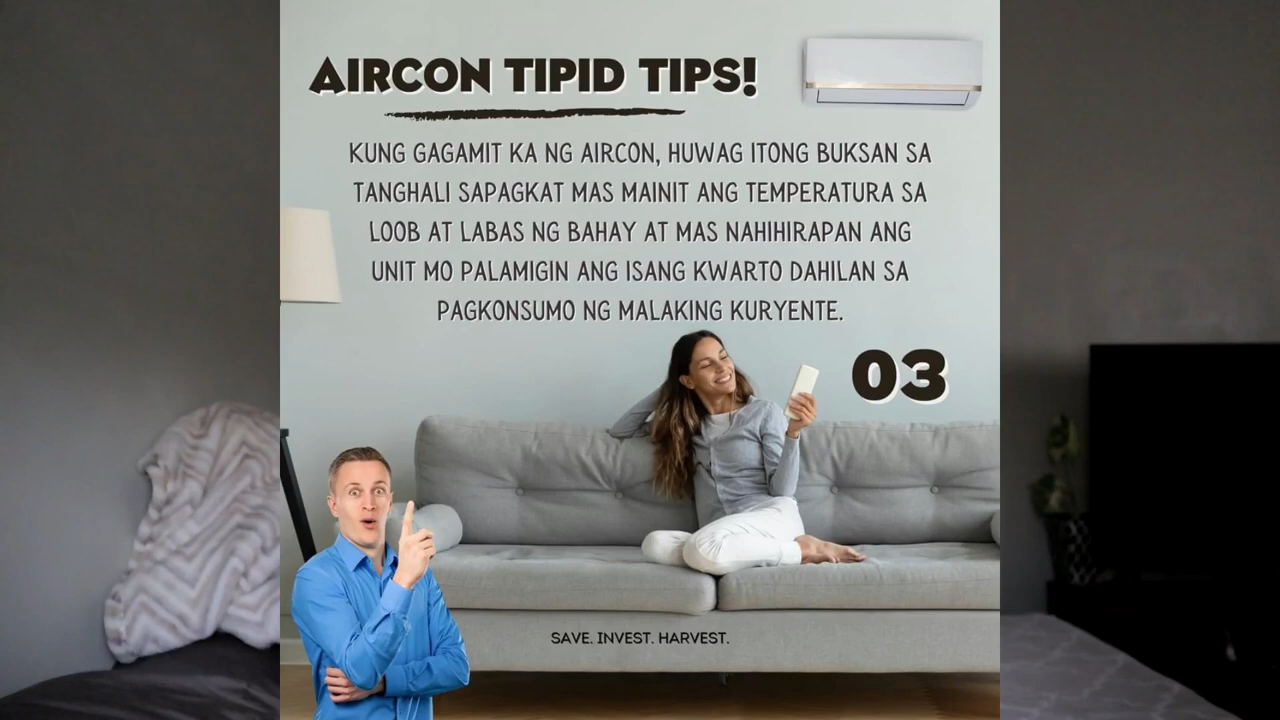 AIRCON TIPID TIPS!
KUNG GAGAMIT KA NG AIRCON, HUWAG ITONG BUKSAN SA
TANGHALI SAPAGKAT MAS MAINIT ANG TEMPERATURA SA
LOOB AT LABAS NG BAHAY AT MAS NAHIHIRAPAN ANG
UNIT MO PALAMIGIN ANG ISANG KWARTO DAHILAN SA
PAGKONSUMO NG MALAKING KURYENTE.
03
SAVE. INVEST. HARVEST.